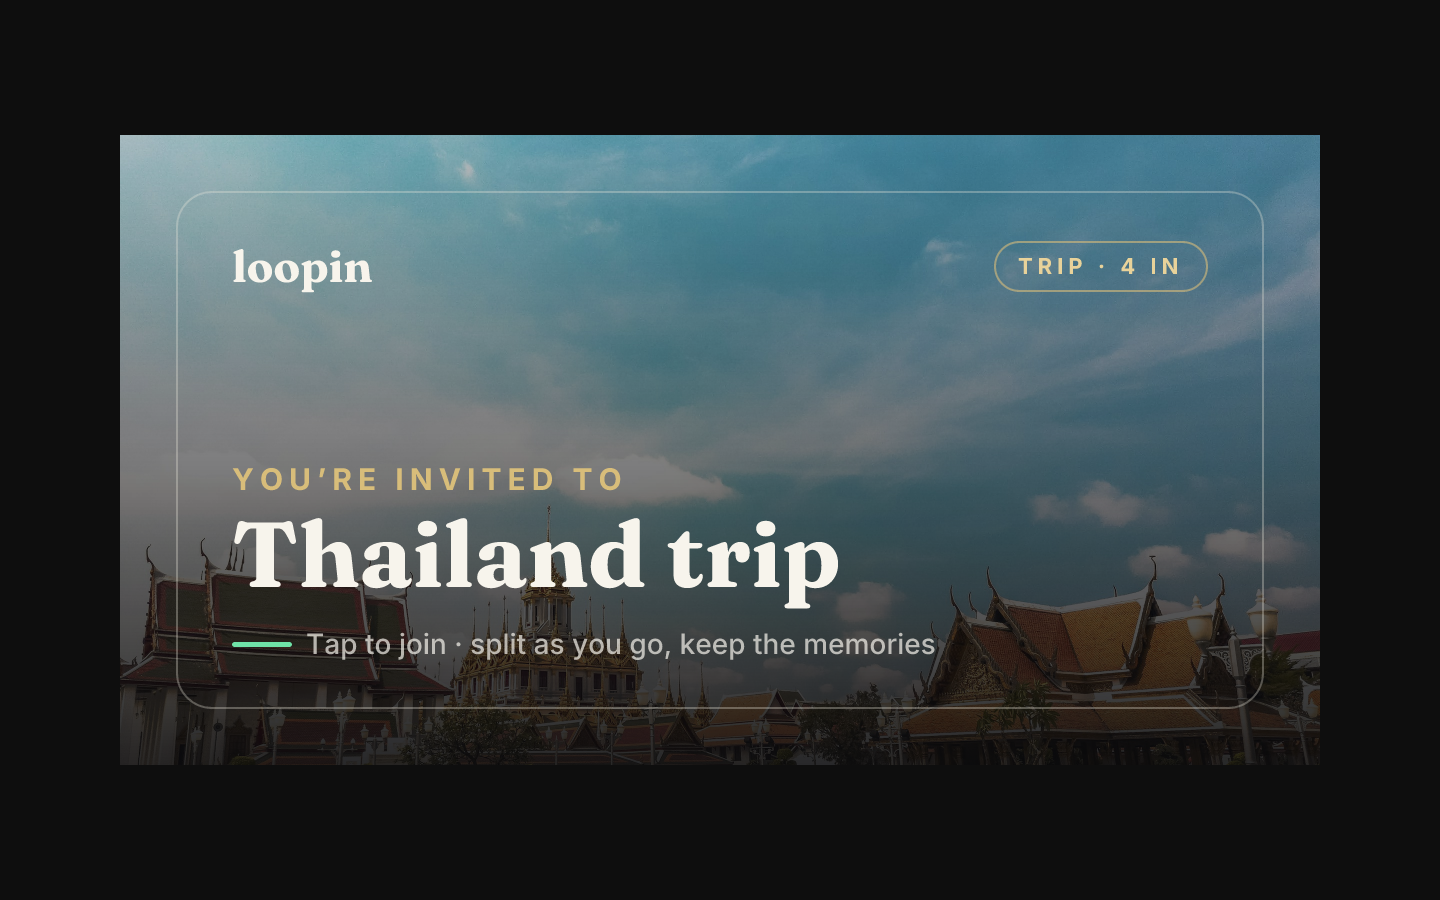 loopin
TRIP · 4 IN
YOU’RE INVITED TO
Thailand trip
Tap to join · split as you go, keep the memories